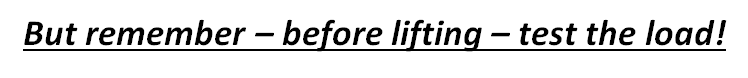 But remember – before lifting – test the load!